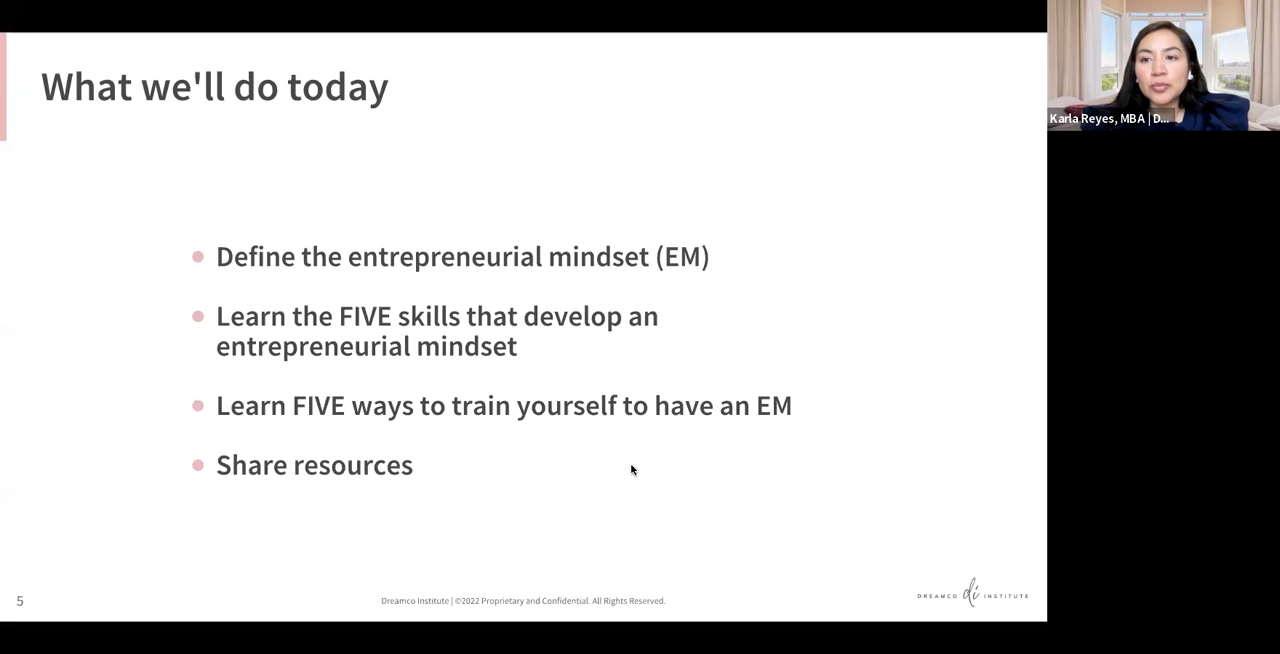 What we'll do today
Define the entrepreneurial mindset (EM)
Learn the FIVE skills that develop an
entrepreneurial mindset
Learn FIVE ways to train yourself to have an EM
Share resources
5
Dreamco Institute | ©2022 Proprietary and Confidential. All Rights Reserved.
DREAMCO di INSTITUTE
Karla Reyes, MBA | D...